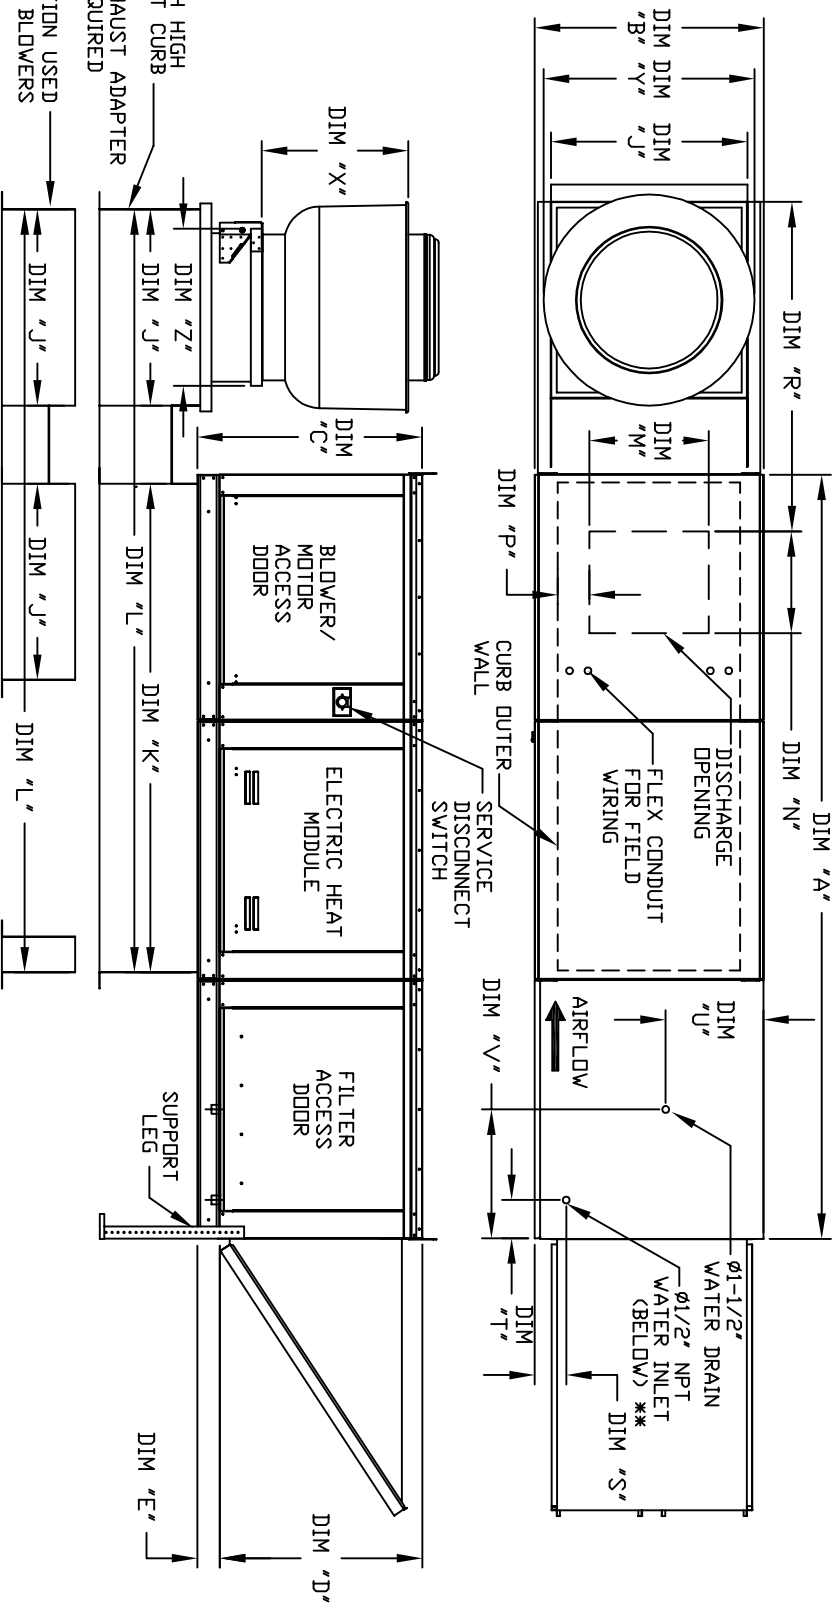 DIM "A"
DIM "R"
DIM "N"
DIM "B"
DIM "Y"
DIM "J"
DIM "M"
DIM "P"
DISCHARGE
OPENING
FLEX CONDUIT
FOR FIELD
WIRING
CURB OUTER
WALL
DIM "U"
AIRFLOW
DIM "V"
ø1-1/2"
WATER DRAIN
ø1/2" NPT
WATER INLET
(BELOW) **
DIM "S"
DIM "T"
SERVICE
DISCONNECT
SWITCH
DIM "X"
DIM "C"
BLOWER/
MOTOR
ACCESS
DOOR
ELECTRIC HEAT
MODULE
FILTER
ACCESS
DOOR
DIM "D"
DIM "E"
SUPPORT
LEG
H HIGH
T CURB
HAUST ADAPTER
QUIRED
DIM "Z"
DIM "J"
DIM "K"
DIM "L"
TION USED
BLOWERS
DIM "J"
DIM "J"
DIM "L"